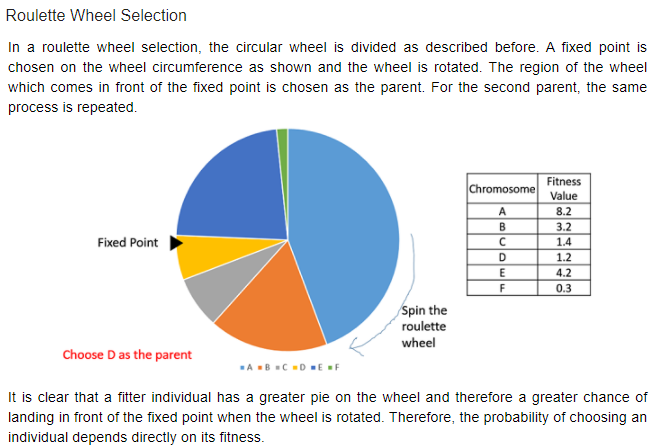 Roulette Wheel Selection
In a roulette wheel selection, the circular wheel is divided as described before. A fixed point is
chosen on the wheel circumference as shown and the wheel is rotated. The region of the wheel
which comes in front of the fixed point is chosen as the parent. For the second parent, the same
process is repeated.
Chromosome Fitness Value
A 8.2
B 3.2
C 1.4
D 1.2
E 4.2
F 0.3
Fixed Point
Spin the
roulette
wheel
Choose D as the parent
A B C D E F
It is clear that a fitter individual has a greater pie on the wheel and therefore a greater chance of
landing in front of the fixed point when the wheel is rotated. Therefore, the probability of choosing an
individual depends directly on its fitness.